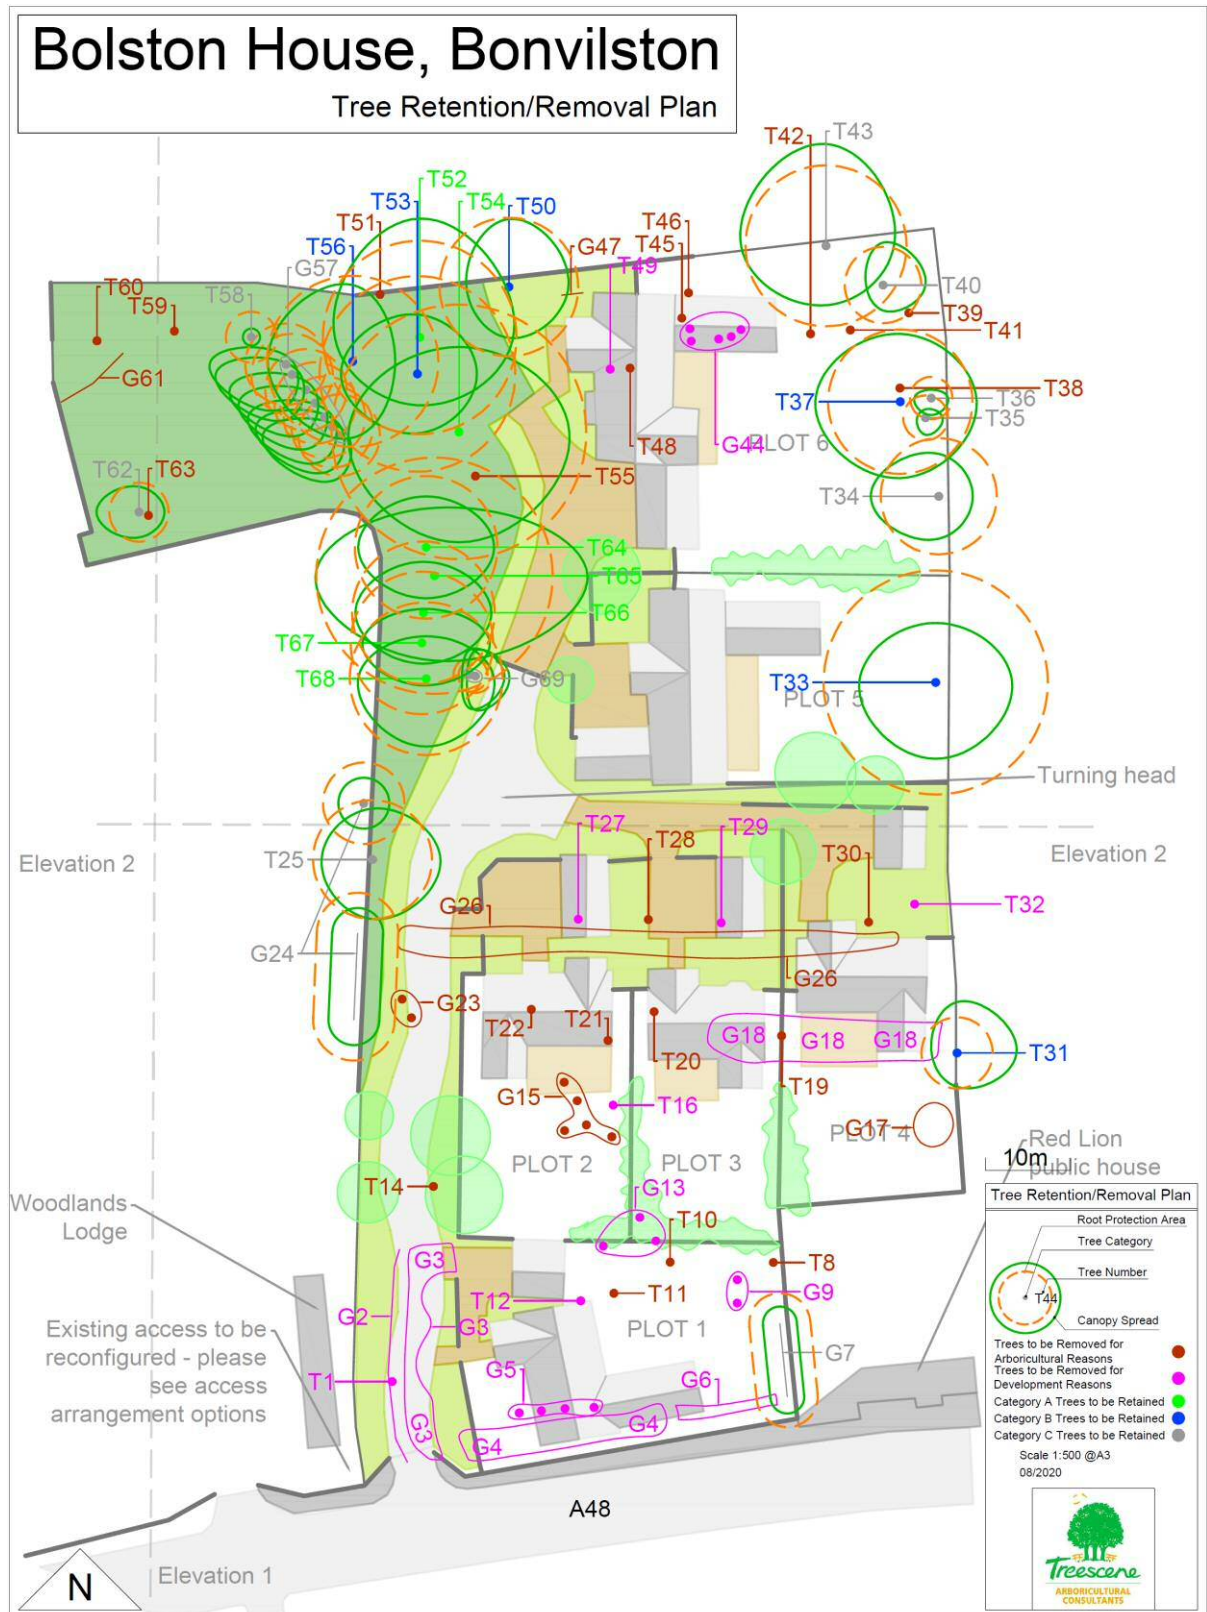 Bolston House, Bonvilston
Tree Retention/Removal Plan
T42
T43
T52
T53
T54
T50
T51
T46
T56
T45
G47
T49
G57
T60
T58
T59
T40
T39
T41
G61
T38
T37
T36
T35
T48
G44
PLOT 6
T62
T63
T55
T34
T64
T65
T66
T67
T68
G69
T33
PLOT 5
Turning head
T27
T28
T29
T30
Elevation 2
T25
Elevation 2
G26
T32
G24
G26
G23
T22
T21
T20
G18
G18
G18
T31
G15
T16
T19
G17
PLOT 4
PLOT 2
PLOT 3
Red Lion
public house
10m
T14
G13
Woodlands
Lodge
T10
T8
G3
G2
G3
T12
T11
G9
PLOT 1
Existing access to be
reconfigured - please
see access
arrangement options
G7
T1
G5
G6
G3
G4
G4
A48
N
Elevation 1
Tree Retention/Removal Plan
Root Protection Area
Tree Category
Tree Number
T44
Canopy Spread
Trees to be Removed for
Arboricultural Reasons
Trees to be Removed for
Development Reasons
Category A Trees to be Retained
Category B Trees to be Retained
Category C Trees to be Retained
Scale 1:500 @A3
08/2020
Treescene
ARBORICULTURAL
CONSULTANTS